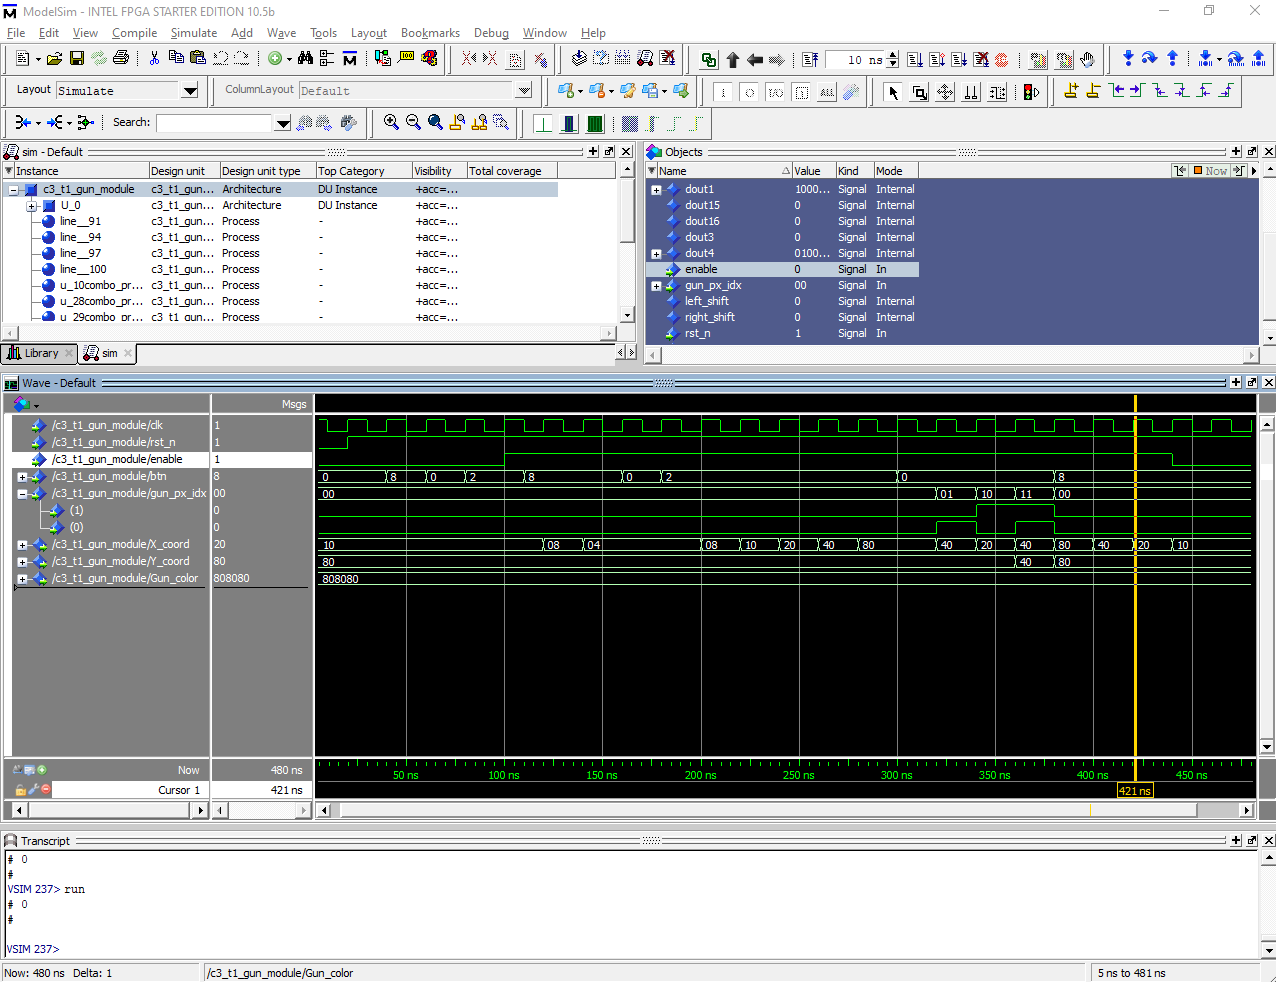 ModelSim - INTEL FPGA STARTER EDITION 10.5b
File Edit View Compile Simulate Add Wave Tools Layout Bookmarks Debug Window Help
10 ns
Layout Simulate ColumnLayout Default
Search:
sim - Default
Instance Design unit Design unit type Top Category Visibility Total coverage
c3_t1_gun_module c3_t1_gun... Architecture DU Instance +acc=...
U_0 c3_t1_gun... Architecture DU Instance +acc=...
line__91 c3_t1_gun... Process - +acc=...
line__94 c3_t1_gun... Process - +acc=...
line__97 c3_t1_gun... Process - +acc=...
line__100 c3_t1_gun... Process - +acc=...
u_10combo_pr... c3_t1_gun... Process - +acc=...
u_28combo_pr... c3_t1_gun... Process - +acc=...
u_29combo_pr... c3_t1_gun... Process - +acc=...
Library sim
Objects
Name Value Kind Mode Now
dout1 1000... Signal Internal
dout15 0 Signal Internal
dout16 0 Signal Internal
dout3 0 Signal Internal
dout4 0100... Signal Internal
enable 0 Signal In
gun_px_idx 00 Signal In
left_shift 0 Signal Internal
right_shift 0 Signal Internal
rst_n 1 Signal In
Wave - Default
Msgs
/c3_t1_gun_module/clk 1
/c3_t1_gun_module/rst_n 1
/c3_t1_gun_module/enable 1
/c3_t1_gun_module/btn 8 0 8 0 2 8 0 2 0 8
/c3_t1_gun_module/gun_px_idx 00 00 01 10 11 00
(1) 0
(0) 0
/c3_t1_gun_module/X_coord 20 10 08 04 08 10 20 40 80 40 20 40 80 40 20 10
/c3_t1_gun_module/Y_coord 80 80 40 80
/c3_t1_gun_module/Gun_color 808080 808080
Now 480 ns 50 ns 100 ns 150 ns 200 ns 250 ns 300 ns 350 ns 400 ns 450 ns
Cursor 1 421 ns 421 ns
Transcript
# 0
#
VSIM 237> run
# 0
#
VSIM 237>
Now: 480 ns Delta: 1 /c3_t1_gun_module/Gun_color 5 ns to 481 ns